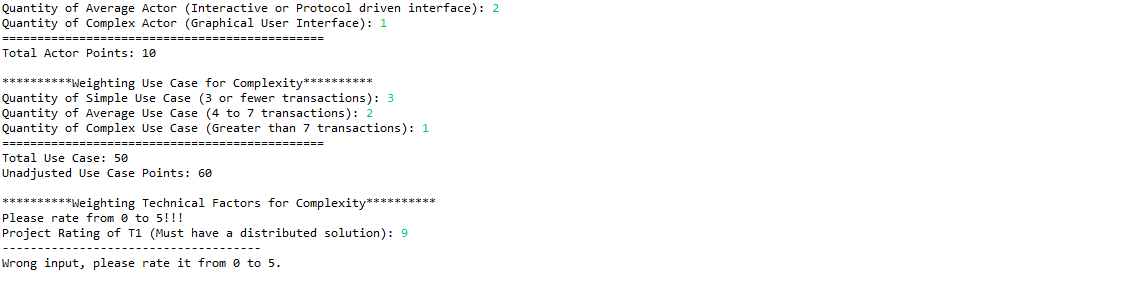 Quantity of Average Actor (Interactive or Protocol driven interface): 2
Quantity of Complex Actor (Graphical User Interface): 1
==============================================
Total Actor Points: 10
**********Weighting Use Case for Complexity**********
Quantity of Simple Use Case (3 or fewer transactions): 3
Quantity of Average Use Case (4 to 7 transactions): 2
Quantity of Complex Use Case (Greater than 7 transactions): 1
==============================================
Total Use Case: 50
Unadjusted Use Case Points: 60
**********Weighting Technical Factors for Complexity**********
Please rate from 0 to 5!!!
Project Rating of T1 (Must have a distributed solution): 9
-------------------------------------
Wrong input, please rate it from 0 to 5.